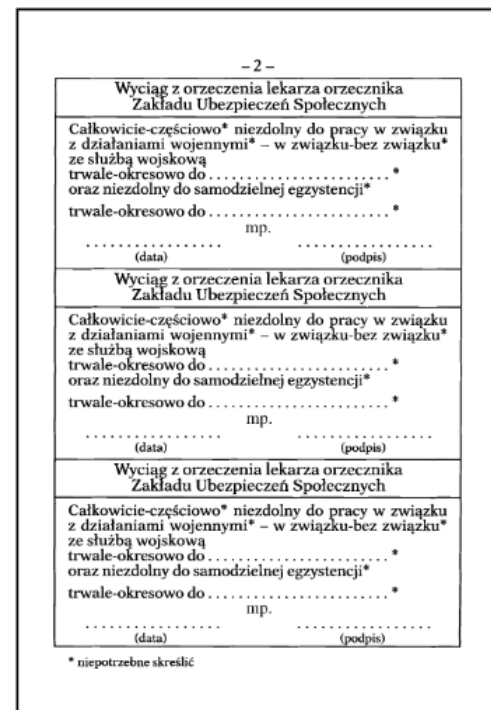 – 2 –
Wyciąg z orzeczenia lekarza orzecznika
Zakładu Ubezpieczeń Społecznych
Całkowicie-częściowo* niezdolny do pracy w związku
z działaniami wojennymi* – w związku-bez związku*
ze służbą wojskową
trwale-okresowo do . . . . . . . . . . . . . . . . . . . . . . . . . *
oraz niezdolny do samodzielnej egzystencji*
trwale-okresowo do . . . . . . . . . . . . . . . . . . . . . . . . . *
mp.
. . . . . . . . . . . . . . . . . . . . . . . . . . . . . . . . . .
(data) (podpis)
Wyciąg z orzeczenia lekarza orzecznika
Zakładu Ubezpieczeń Społecznych
Całkowicie-częściowo* niezdolny do pracy w związku
z działaniami wojennymi* – w związku-bez związku*
ze służbą wojskową
trwale-okresowo do . . . . . . . . . . . . . . . . . . . . . . . . . *
oraz niezdolny do samodzielnej egzystencji*
trwale-okresowo do . . . . . . . . . . . . . . . . . . . . . . . . . *
mp.
. . . . . . . . . . . . . . . . . . . . . . . . . . . . . . . . . .
(data) (podpis)
Wyciąg z orzeczenia lekarza orzecznika
Zakładu Ubezpieczeń Społecznych
Całkowicie-częściowo* niezdolny do pracy w związku
z działaniami wojennymi* – w związku-bez związku*
ze służbą wojskową
trwale-okresowo do . . . . . . . . . . . . . . . . . . . . . . . . . *
oraz niezdolny do samodzielnej egzystencji*
trwale-okresowo do . . . . . . . . . . . . . . . . . . . . . . . . . *
mp.
. . . . . . . . . . . . . . . . . . . . . . . . . . . . . . . . . .
(data) (podpis)
* niepotrzebne skreślić